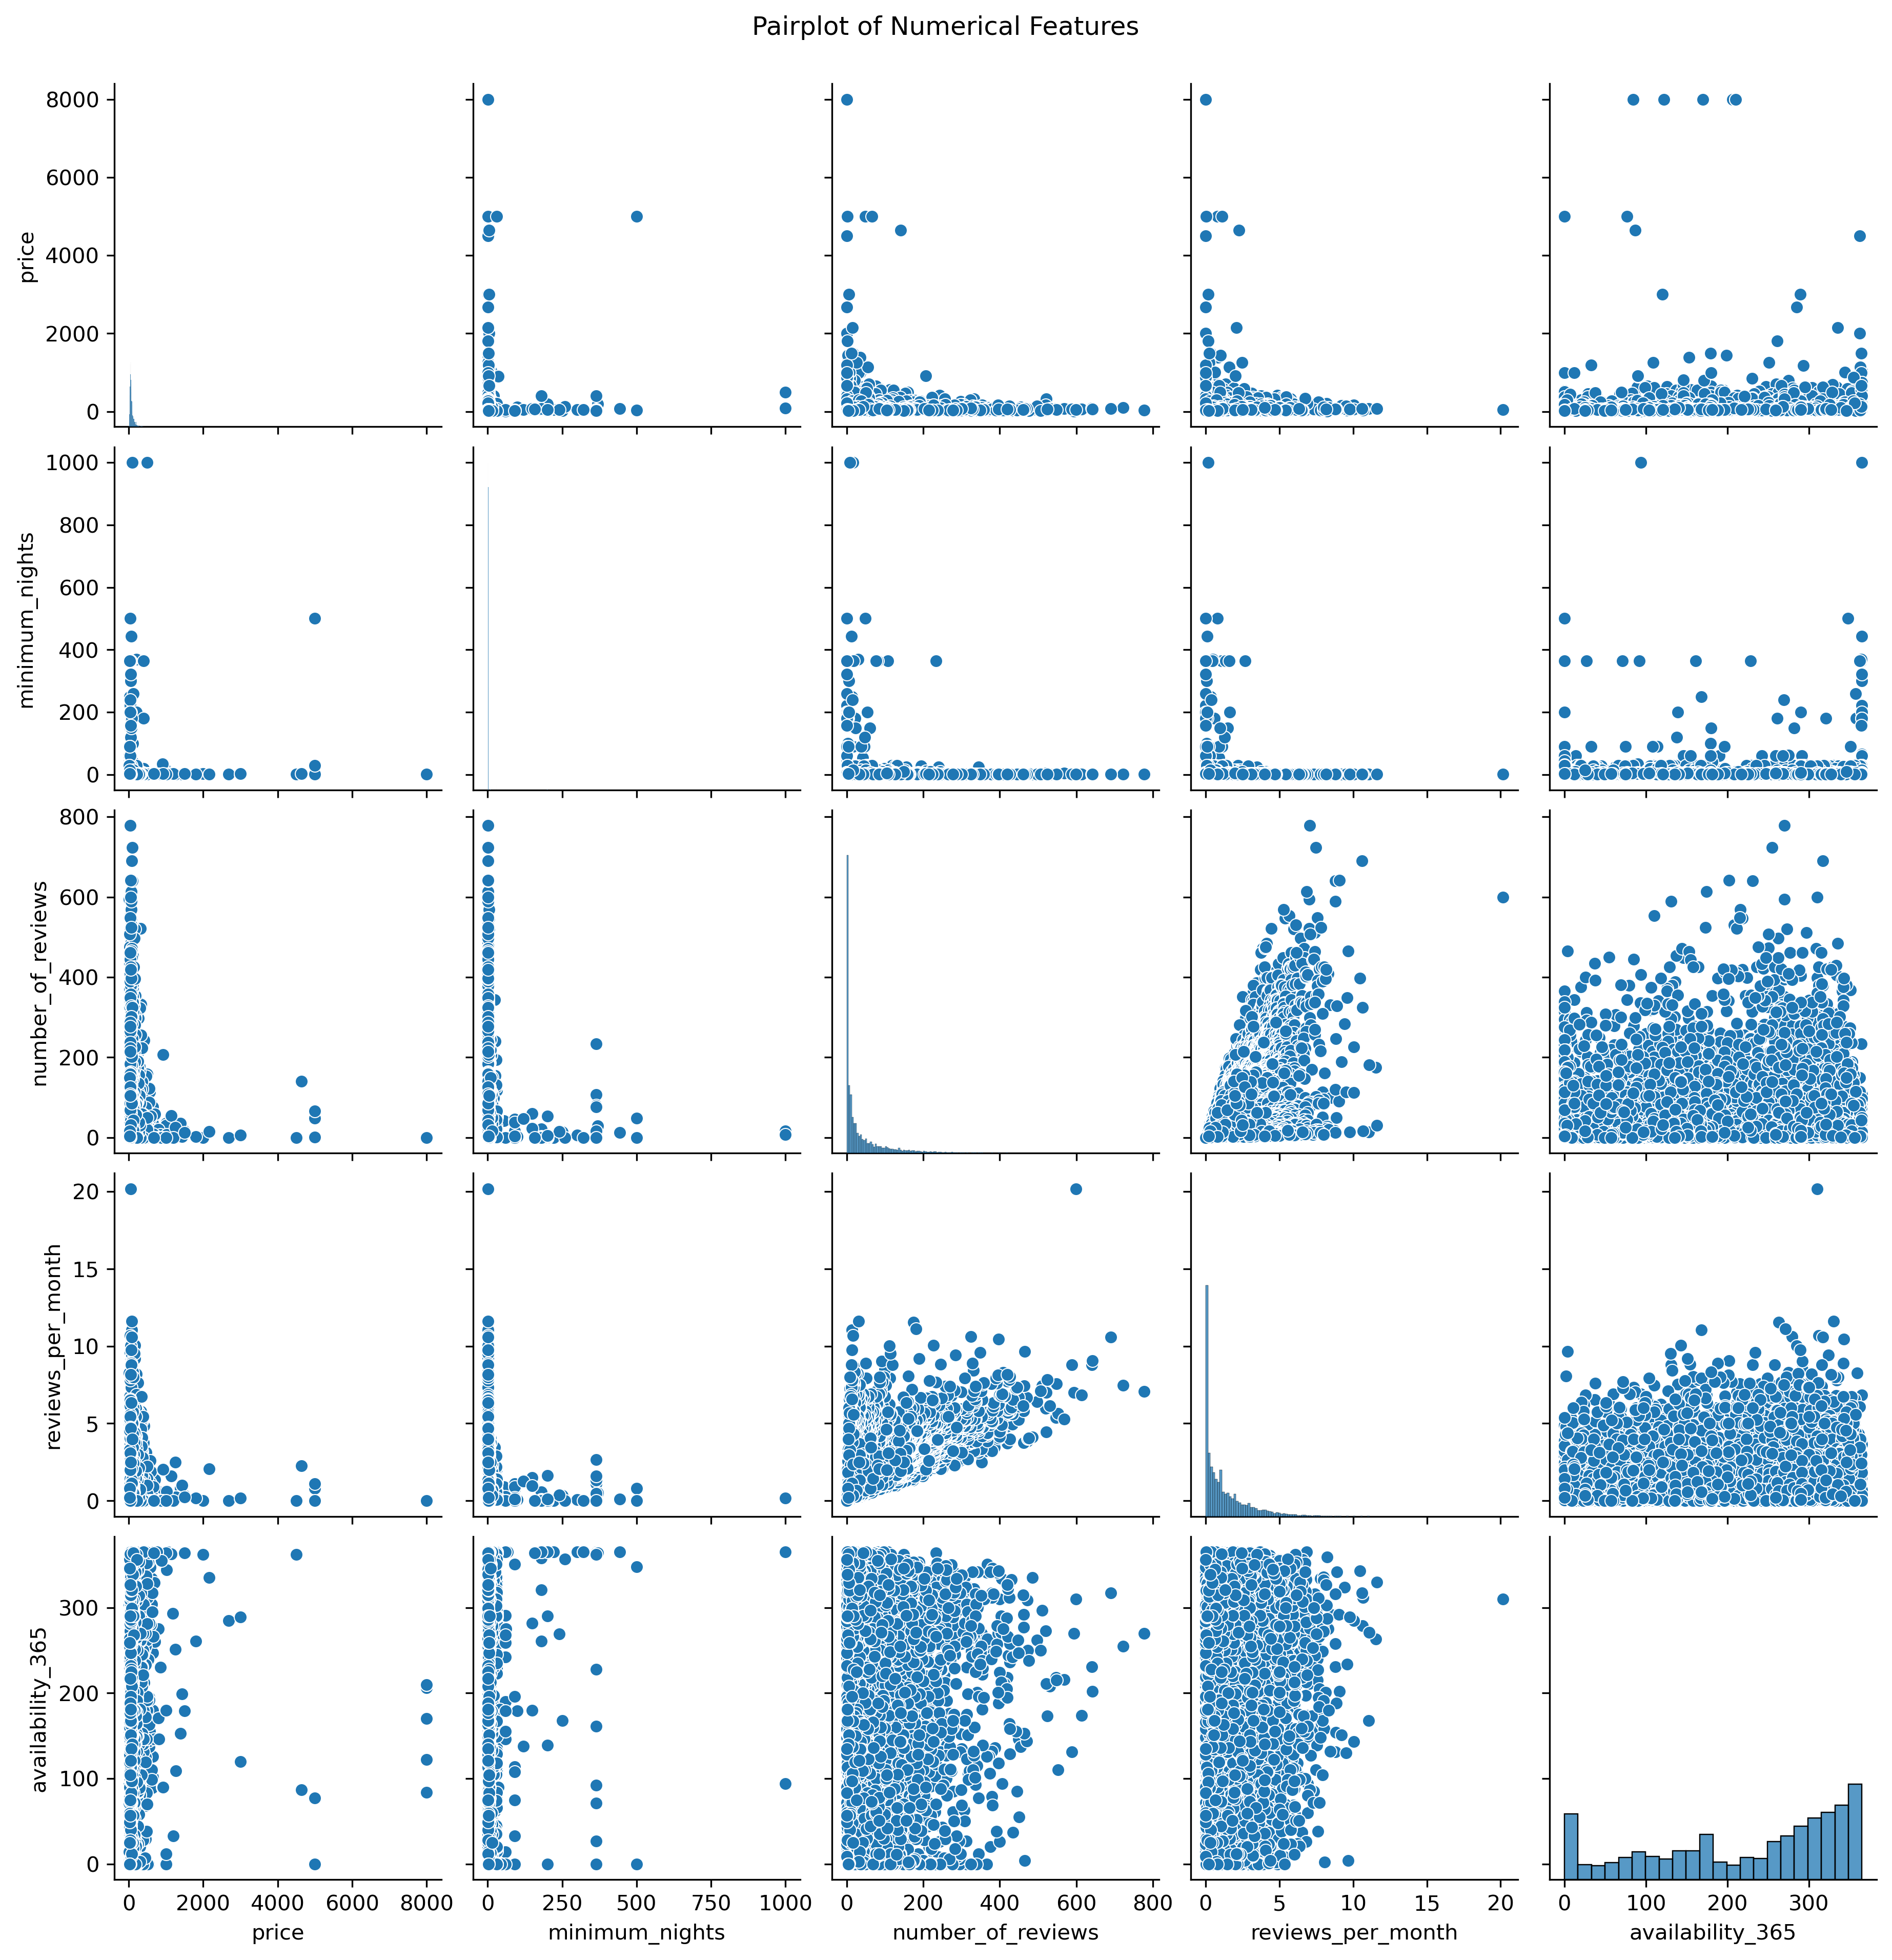 Pairplot of Numerical Features
8000
6000
4000
2000
0
price
1000
800
600
400
200
0
minimum_nights
800
600
400
200
0
number_of_reviews
20
15
10
5
0
reviews_per_month
300
200
100
0
availability_365
0 2000 4000 6000 8000
price
0 250 500 750 1000
minimum_nights
0 200 400 600 800
number_of_reviews
0 5 10 15 20
reviews_per_month
0 100 200 300
availability_365